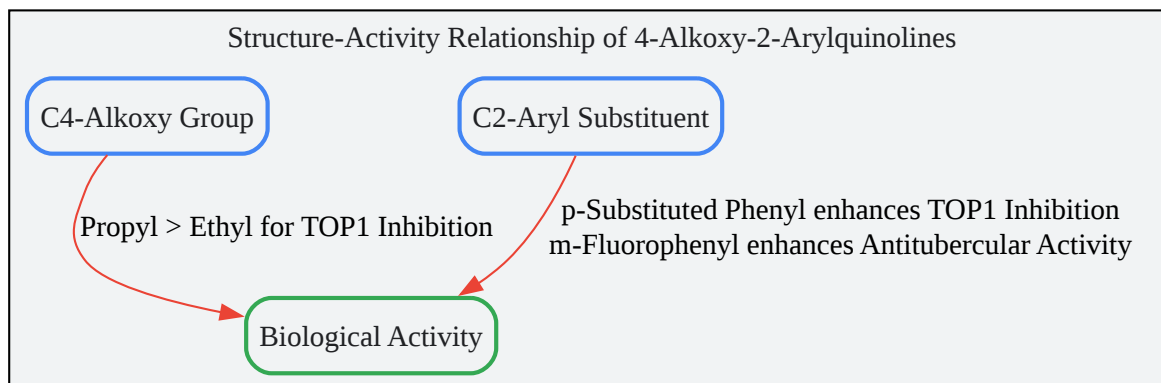 Structure-Activity Relationship of 4-Alkoxy-2-Arylquinolines
C4-Alkoxy Group
C2-Aryl Substituent
Propyl > Ethyl for TOP1 Inhibition
p-Substituted Phenyl enhances TOP1 Inhibition
m-Fluorophenyl enhances Antitubercular Activity
Biological Activity